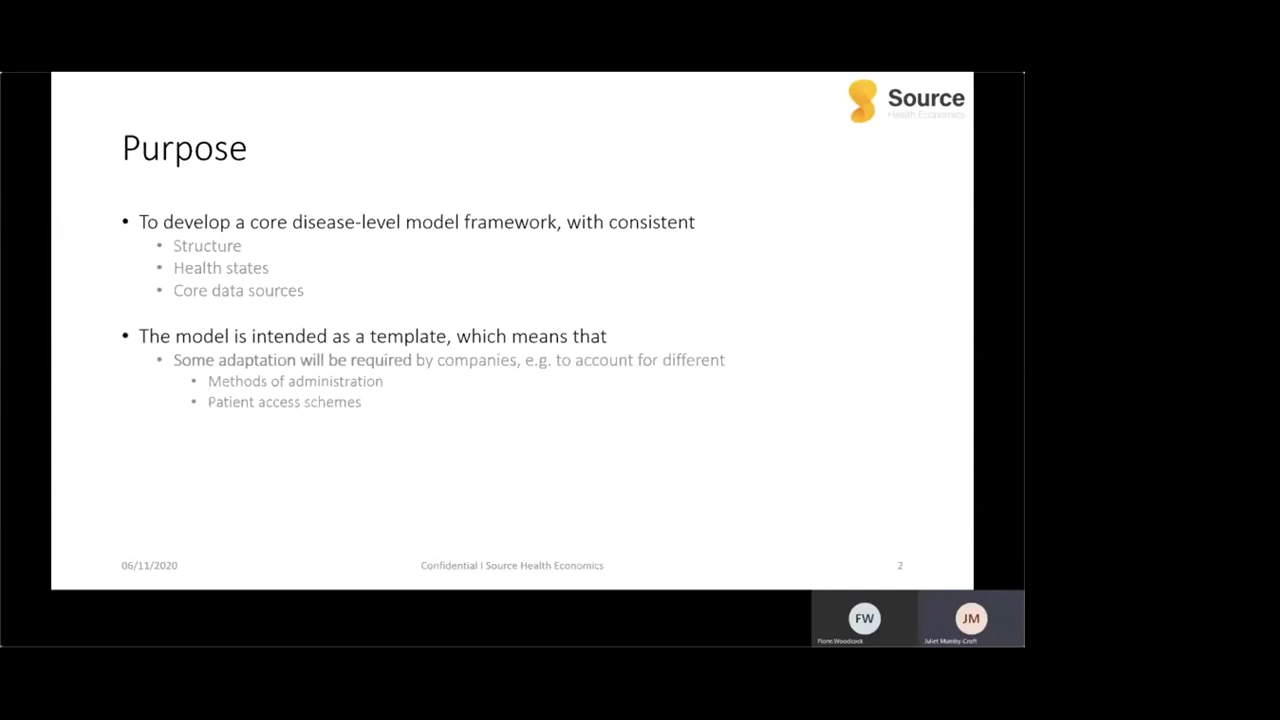 Source
Health Economics
Purpose
• To develop a core disease-level model framework, with consistent
• Structure
• Health states
• Core data sources
• The model is intended as a template, which means that
• Some adaptation will be required by companies, e.g. to account for different
• Methods of administration
• Patient access schemes
06/11/2020
Confidential I Source Health Economics
2
FW
JM
Fionn Woodcock
Juliet Mumby-Croft